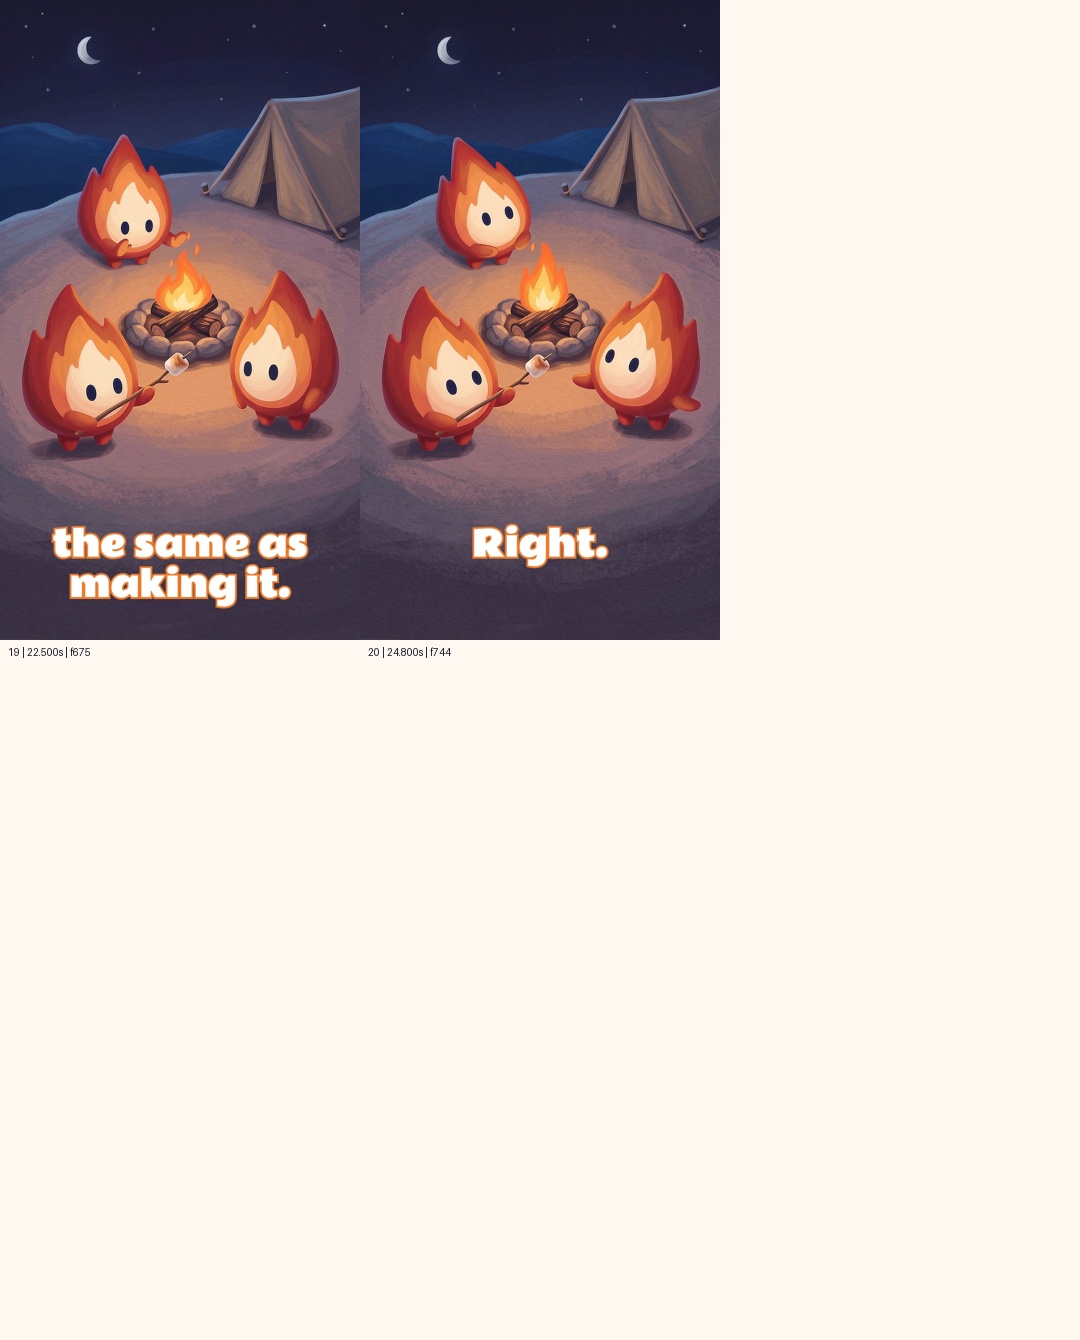 the same as
making it.
Right.
19 | 22.500s | f675
20 | 24.800s | f744